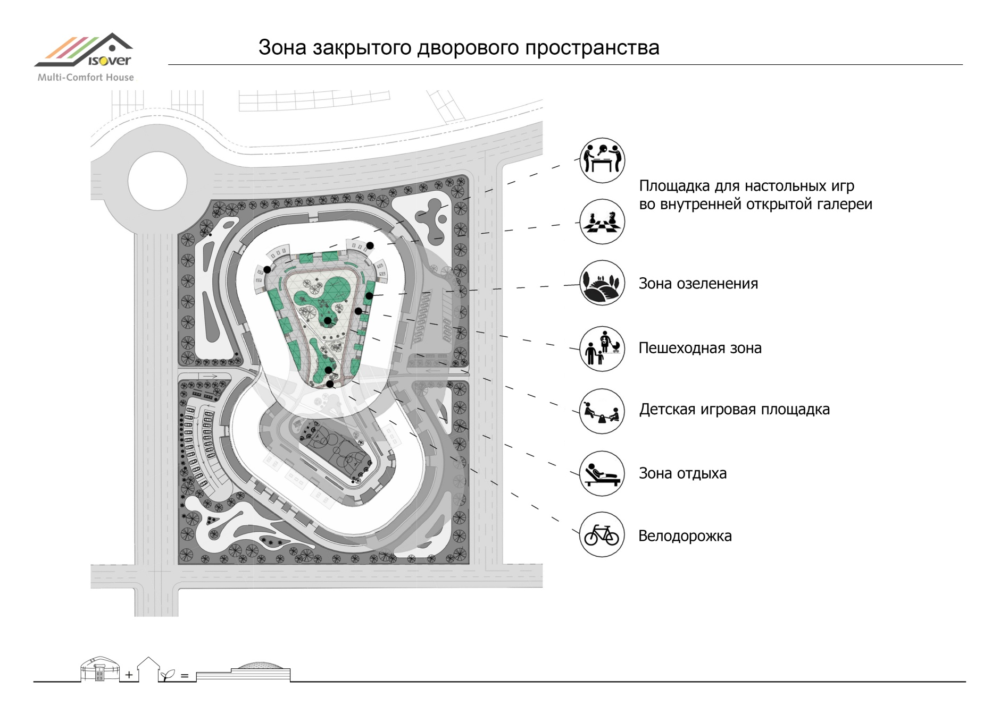 Зона закрытого дворового пространства
ISOVER
Multi-Comfort House
Площадка для настольных игр
во внутренней открытой галереи
Зона озеленения
Пешеходная зона
Детская игровая площадка
Зона отдыха
Велодорожка
+ =